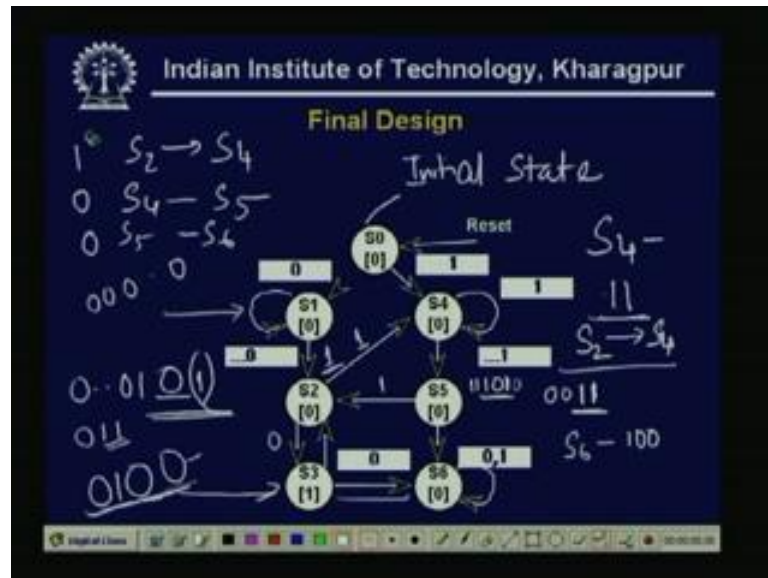 Indian Institute of Technology, Kharagpur
Final Design
1 S2 → S4
Initial State
0 S4 - S5
Reset
0 S5 - S6
S0
[0]
S4 -
0
1
1
000..0
11
S1
[0]
S4
[0]
S2 → S4
...0
1 1
...1
0..01 0 1
S2
[0]
1
S5
[0]
01010
0011
011
0
S6 - 100
0100-
0
0,1
S3
[1]
S6
[0]